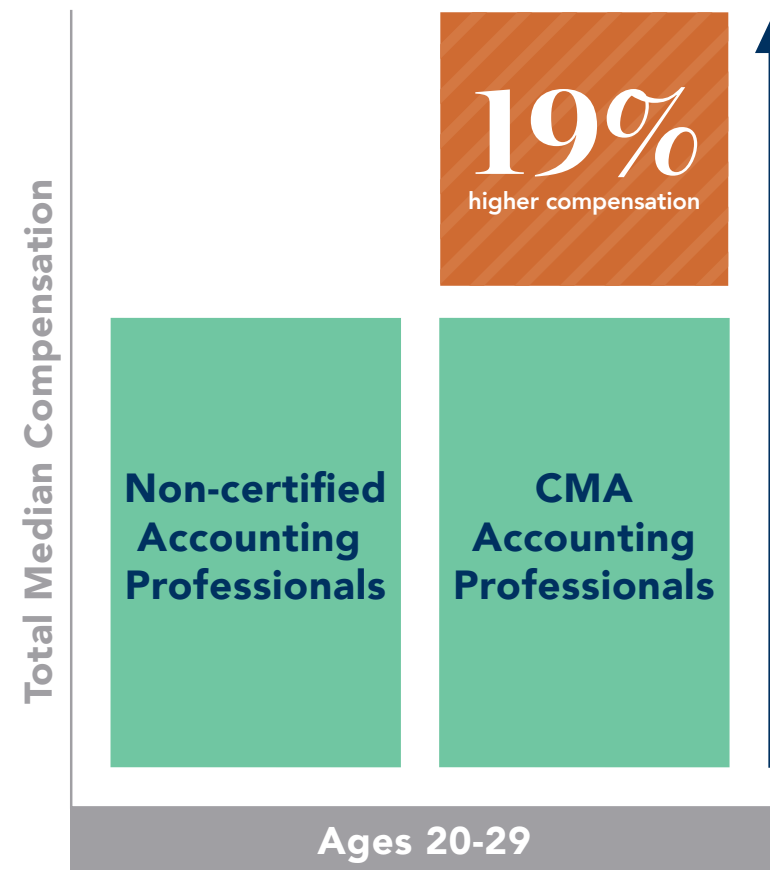 Total Median Compensation
19%
higher compensation
Non-certified
Accounting
Professionals
CMA
Accounting
Professionals
Ages 20-29